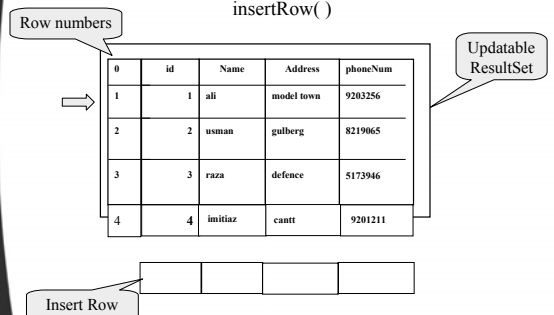 insertRow( )
Row numbers
Updatable
ResultSet
0 id Name Address phoneNum
1 1 ali model town 9203256
2 2 usman gulberg 8219065
3 3 raza defence 5173946
4 4 imitiaz cantt 9201211
Insert Row